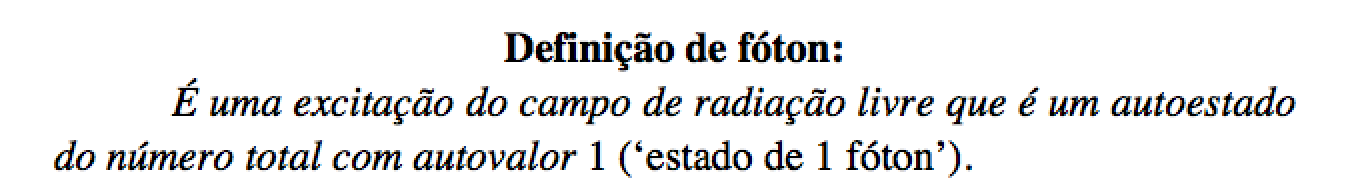 Definição de fóton:
É uma excitação do campo de radiação livre que é um autoestado
do número total com autovalor 1 (‘estado de 1 fóton’).